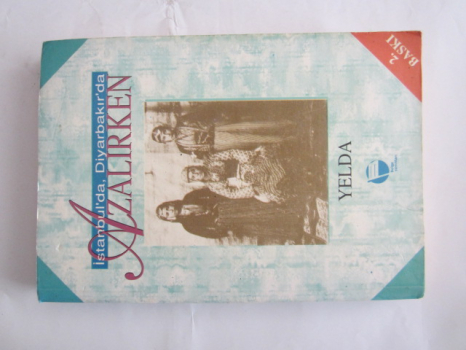 İstanbul'da, Diyarbakır'da
AZALIRKEN
2.
BASKI
YELDA